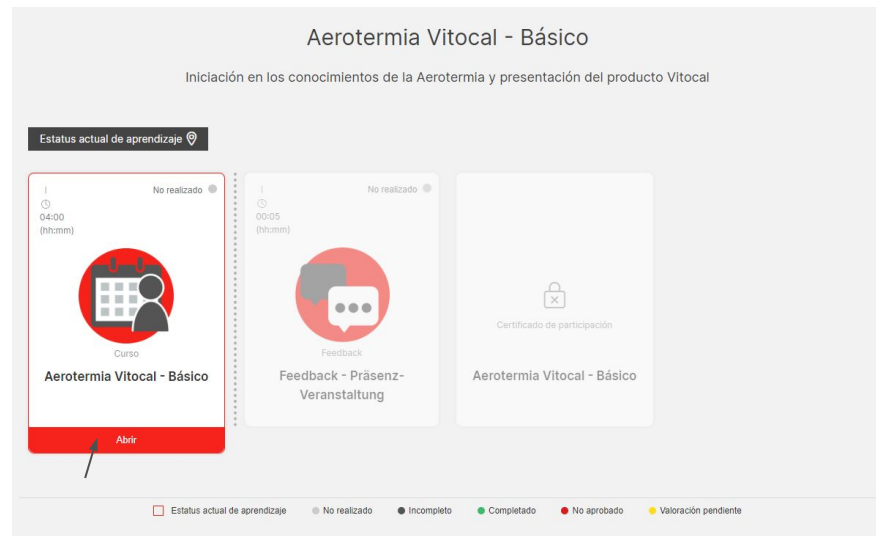 Aerotermia Vitocal - Básico
Iniciación en los conocimientos de la Aerotermia y presentación del producto Vitocal
Estatus actual de aprendizaje
No realizado
04:00
(hh:mm)
Curso
Aerotermia Vitocal - Básico
Abrir
No realizado
00:05
(hh:mm)
Feedback
Feedback - Präsenz-
Veranstaltung
Certificado de participación
Aerotermia Vitocal - Básico
Estatus actual de aprendizaje No realizado Incompleto Completado No aprobado Valoración pendiente